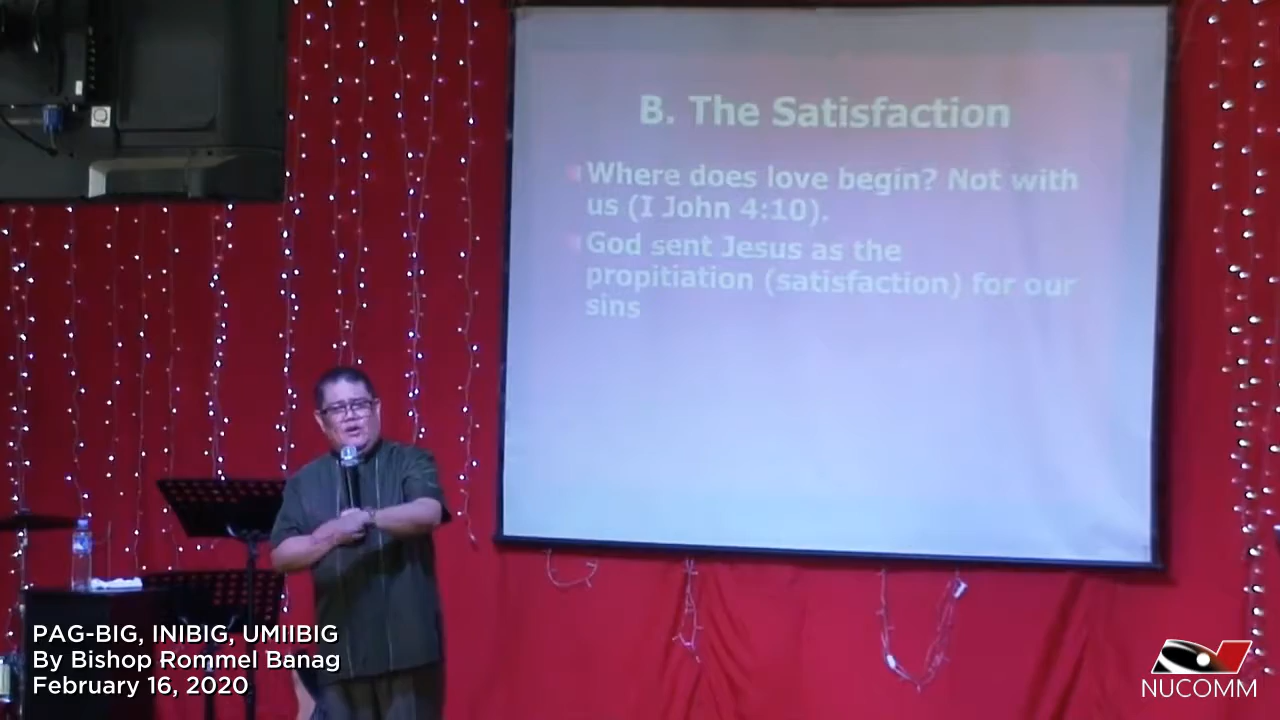 B. The Satisfaction
Where does love begin? Not with
us (I John 4:10).
God sent Jesus as the
propitiation (satisfaction) for our
sins
PAG-BIG, INIBIG, UMIIBIG
By Bishop Rommel Banag
February 16, 2020
NUCOMM